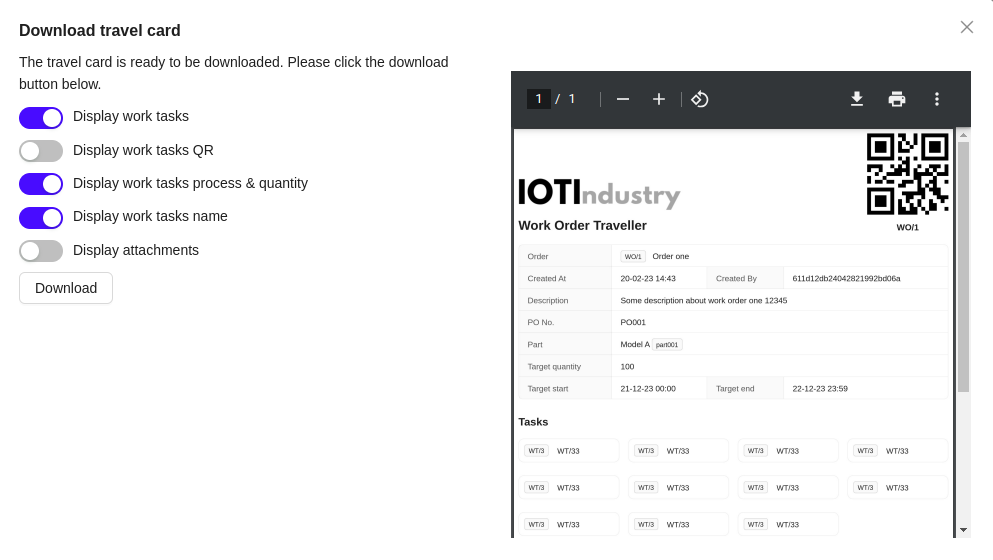 Download travel card
The travel card is ready to be downloaded. Please click the download
button below.
Display work tasks
Display work tasks QR
Display work tasks process & quantity
Display work tasks name
Display attachments
Download
1 / 1
IOTIndustry
WO/1
Work Order Traveller
Order WO/1 Order one
Created At 20-02-23 14:43 Created By 611d12db24042821992bd06a
Description Some description about work order one 12345
PO No. PO001
Part Model A part001
Target quantity 100
Target start 21-12-23 00:00 Target end 22-12-23 23:59
Tasks
WT/3 WT/33 WT/3 WT/33 WT/3 WT/33 WT/3 WT/33
WT/3 WT/33 WT/3 WT/33 WT/3 WT/33 WT/3 WT/33
WT/3 WT/33 WT/3 WT/33 WT/3 WT/33